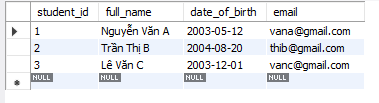 student_id full_name date_of_birth email
1 Nguyễn Văn A 2003-05-12 vana@gmail.com
2 Trần Thị B 2004-08-20 thib@gmail.com
3 Lê Văn C 2003-12-01 vanc@gmail.com
NULL NULL NULL NULL